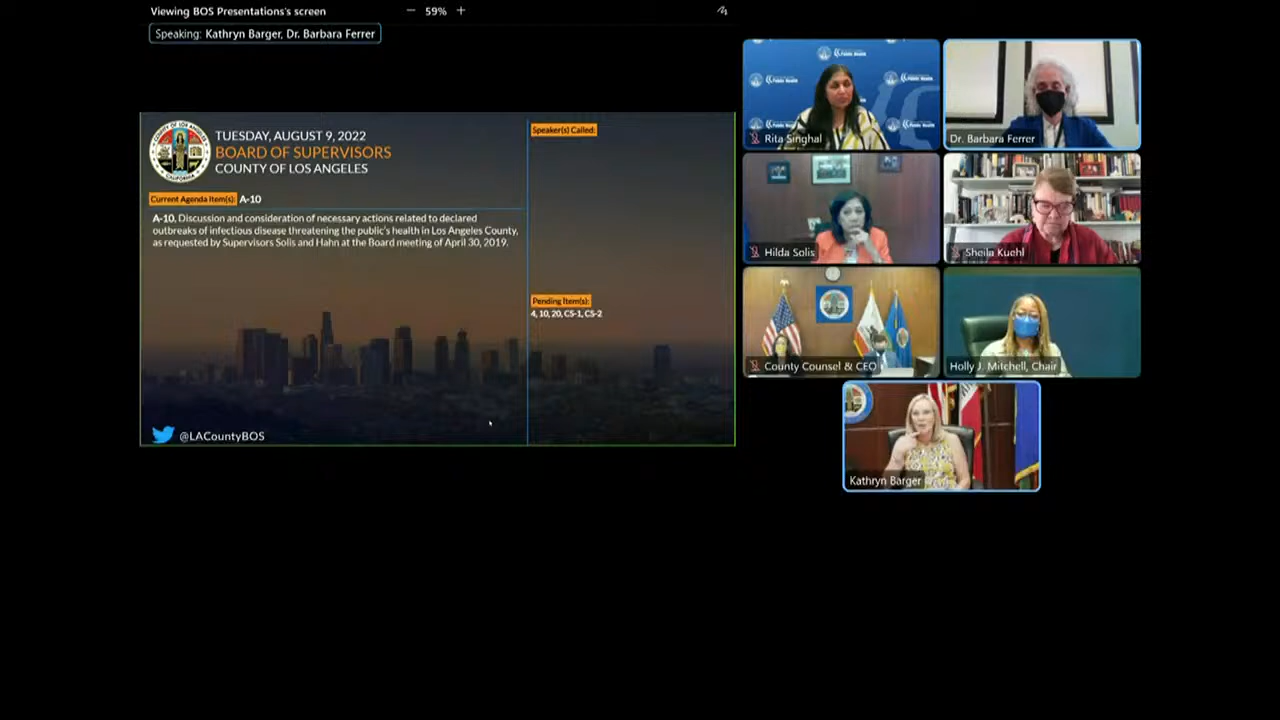 Viewing BOS Presentations's screen
59%
Speaking: Kathryn Barger, Dr. Barbara Ferrer
TUESDAY, AUGUST 9, 2022
BOARD OF SUPERVISORS
COUNTY OF LOS ANGELES
Current Agenda Item(s): A-10
A-10, Discussion and consideration of necessary actions related to declared
outbreaks of infectious disease threatening the public's health in Los Angeles County,
as requested by Supervisors Solis and Hahn at the Board meeting of April 30, 2019.
@LACountyBOS
Speaker(s) Called:
Pending Item(s):
4, 10, 20, CS-1, CS-2
Rita Singhal
Dr. Barbara Ferrer
Hilda Solis
Sheila Kuehl
County Counsel & CEO
Holly J. Mitchell, Chair
Kathryn Barger